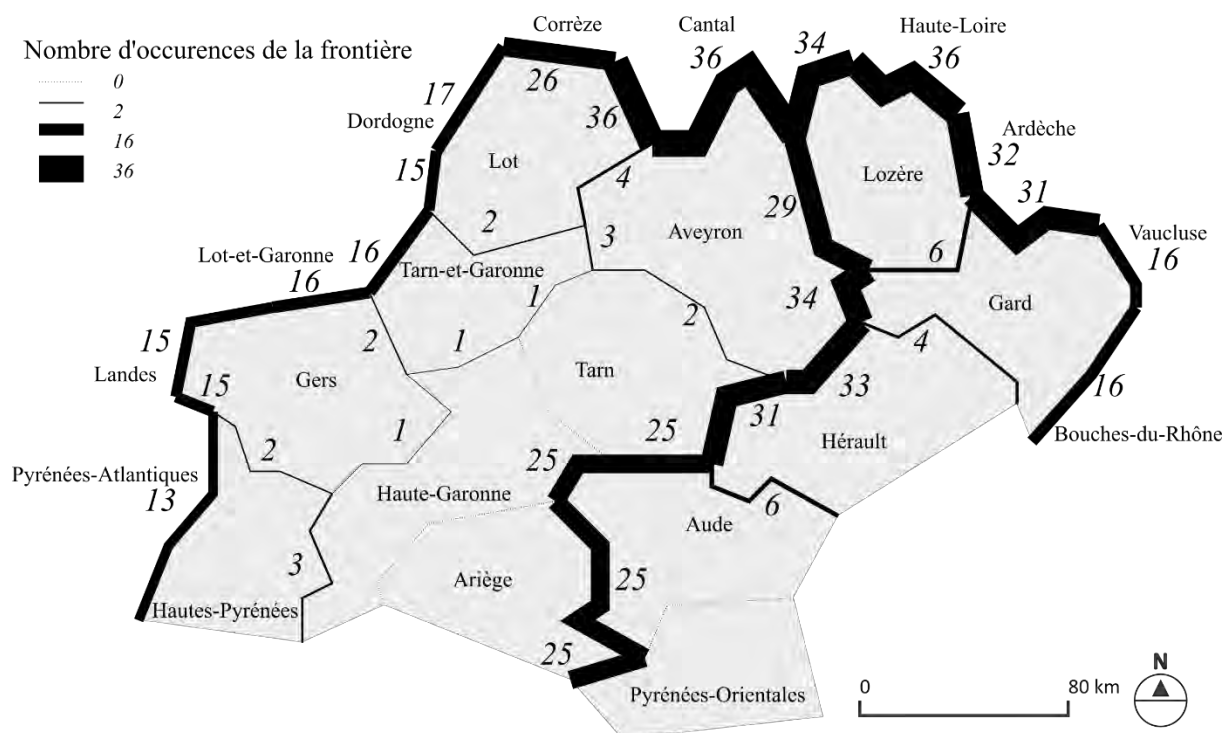 Corrèze
Cantal
Haute-Loire
Nombre d'occurences de la frontière
0
2
16
36
34
36
36
26
17
Dordogne
36
Ardèche
32
15
Lot
4
Lozère
31
29
2
3
Aveyron
Vaucluse
16
Lot-et-Garonne
16
16
Tarn-et-Garonne
6
1
34
Gard
2
15
2
1
4
Landes
Gers
Tarn
33
16
15
31
1
25
Hérault
Bouches-du-Rhône
2
25
Pyrénées-Atlantiques
13
Haute-Garonne
6
Aude
3
Ariège
25
Hautes-Pyrénées
25
N
0
80 km
Pyrénées-Orientales